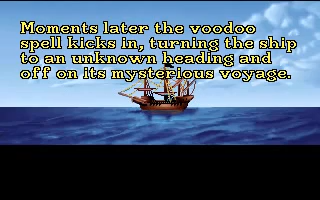 Moments later the voodoo
spell kicks in, turning the ship
to an unknown heading and
off on its mysterious voyage.